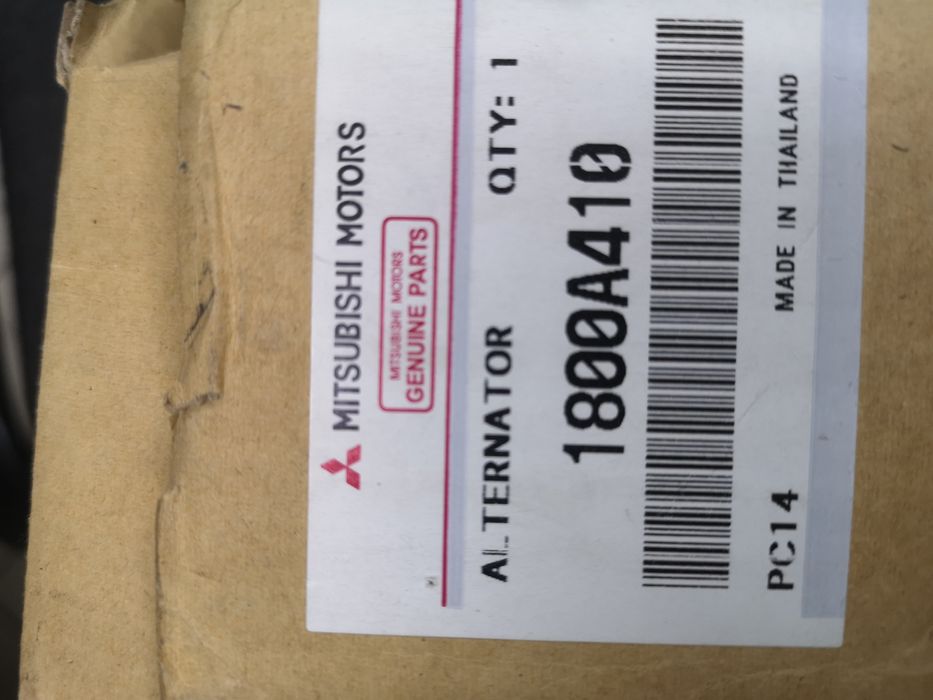 MITSUBISHI MOTORS
MITSUBISHI MOTORS
GENUINE PARTS
ALTERNATOR QTY: 1
1800A410
PC14 MADE IN THAILAND